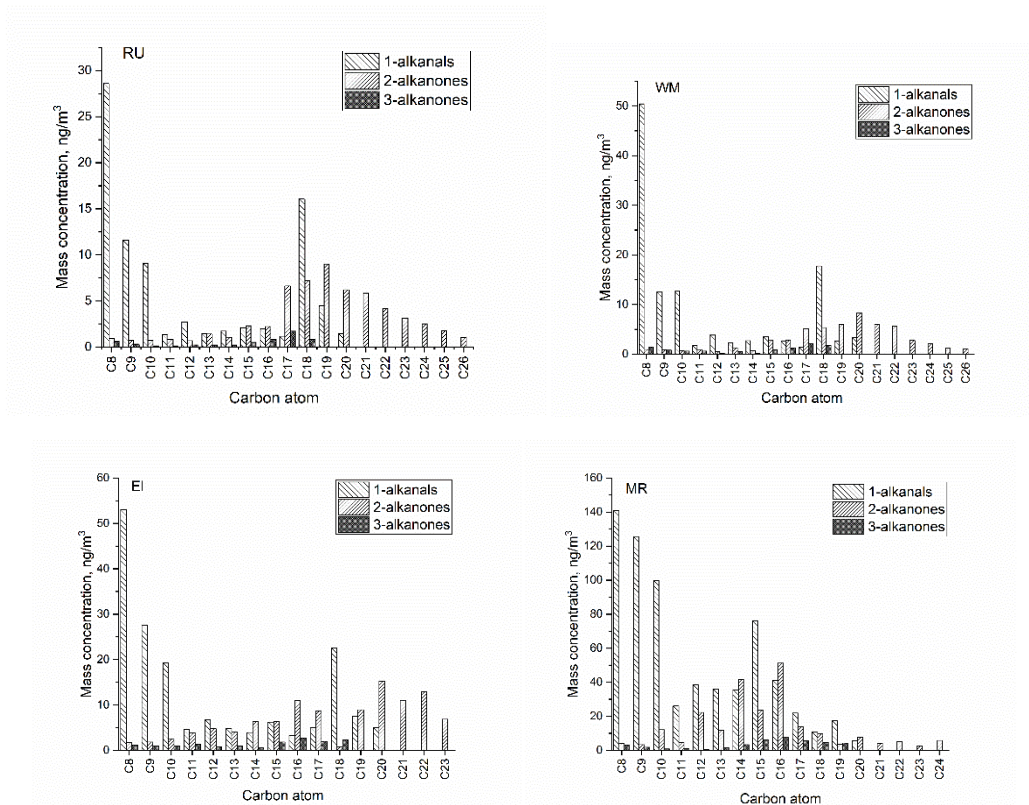 RU
1-alkanals
2-alkanones
3-alkanones
Mass concentration, ng/m³
30
25
20
15
10
5
0
C8 C9 C10 C11 C12 C13 C14 C15 C16 C17 C18 C19 C20 C21 C22 C23 C24 C25 C26
Carbon atom
WM
1-alkanals
2-alkanones
3-alkanones
Mass concentration, ng/m³
50
30
20
10
0
C8 C9 C10 C11 C12 C13 C14 C15 C16 C17 C18 C19 C20 C21 C22 C23 C24 C25 C26
Carbon atom
EI
1-alkanals
2-alkanones
3-alkanones
Mass concentration, ng/m³
60
50
40
30
20
10
0
C8 C9 C10 C11 C12 C13 C14 C15 C16 C17 C18 C19 C20 C21 C22 C23
Carbon atom
MR
1-alkanals
2-alkanones
3-alkanones
Mass concentration, ng/m³
160
140
120
100
80
60
40
20
0
C8 C9 C10 C11 C12 C13 C14 C15 C16 C17 C18 C19 C20 C21 C22 C23 C24
Carbon atom